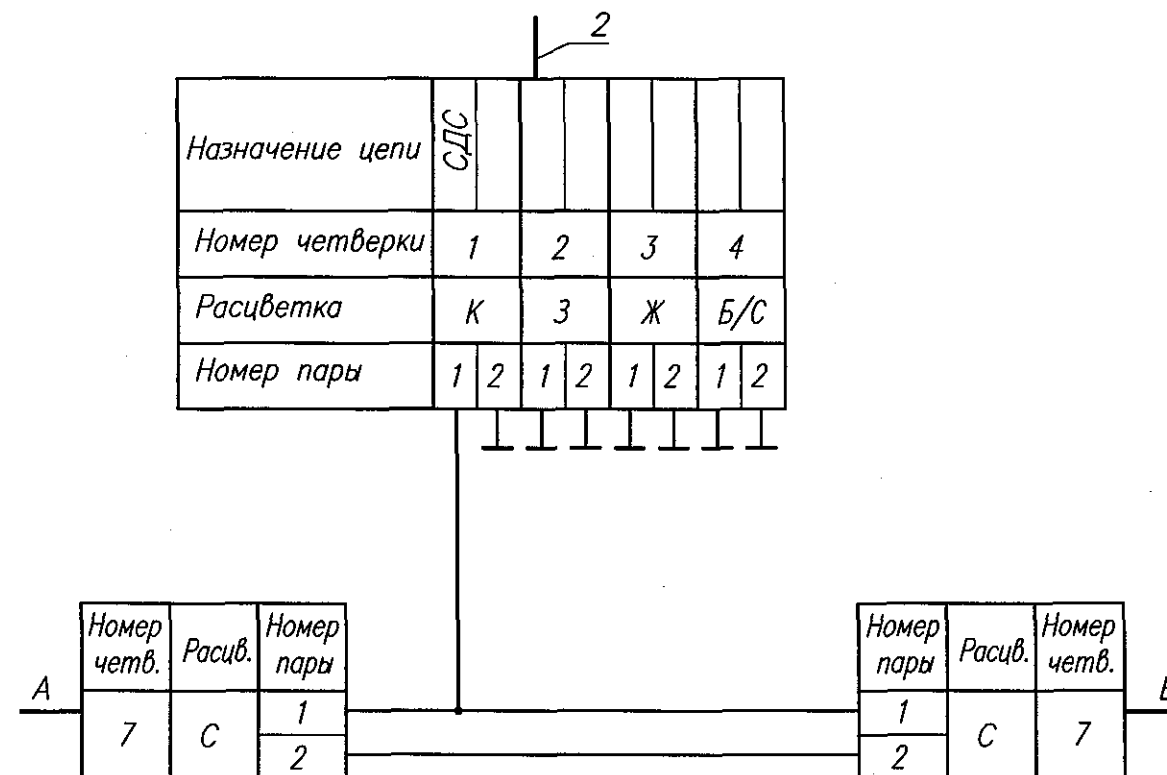 2
Назначение цепи СДС
Номер четверки 1 2 3 4
Расцветка К З Ж Б/С
Номер пары 1 2 1 2 1 2 1 2
Номер четв. Расцв. Номер пары
А
7 С 1
2
Номер пары Расцв. Номер четв.
1 С 7
2